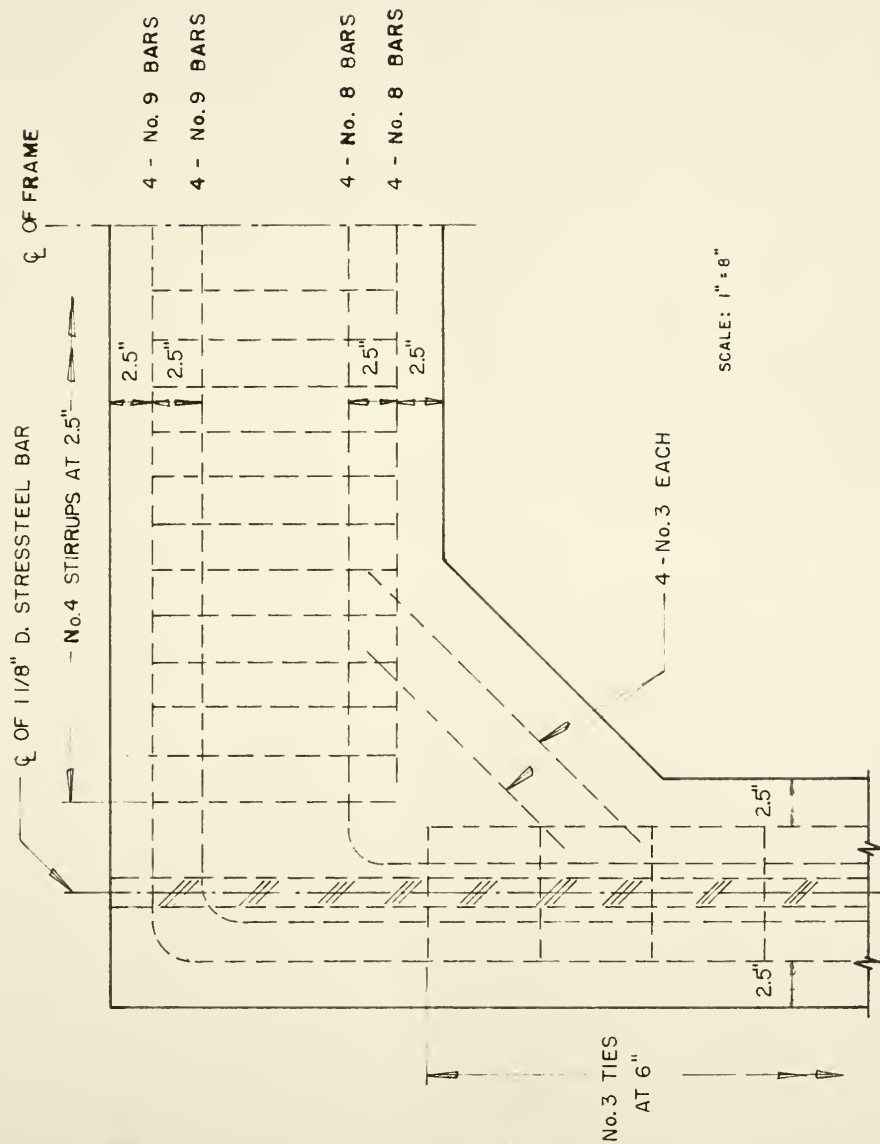 ℄ OF 1 1/8" D. STRESSTEEL BAR
℄ OF FRAME
No.4 STIRRUPS AT 2.5"
4 - No. 9 BARS
4 - No. 9 BARS
4 - No. 8 BARS
4 - No. 8 BARS
2.5"
2.5"
2.5"
2.5"
4 - No. 3 EACH
SCALE: 1" = 8"
2.5"
2.5"
No. 3 TIES
AT 6"